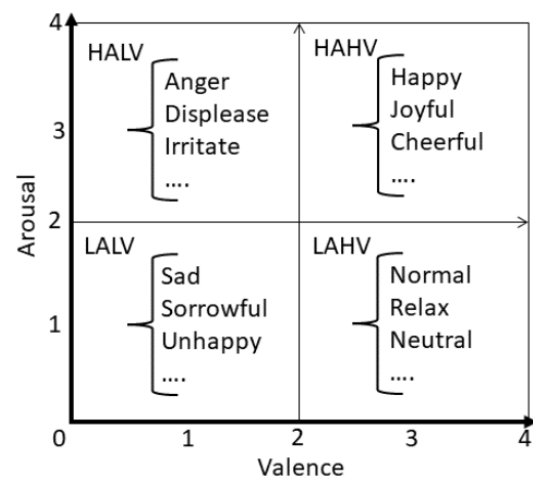 4
HALV
Anger
Displease
Irritate
....
HAHV
Happy
Joyful
Cheerful
....
3
Arousal
2
LALV
Sad
Sorrowful
Unhappy
....
LAHV
Normal
Relax
Neutral
....
1
0 1 2 3 4
Valence